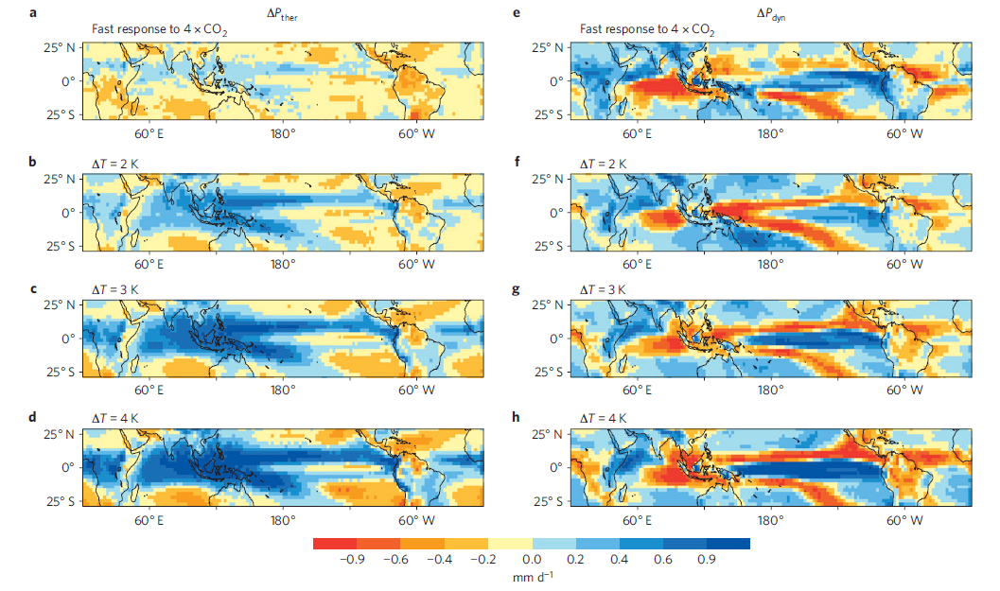 a
ΔPther
Fast response to 4 × CO2
25° N
0°
25° S
60° E
180°
60° W
b
ΔT = 2 K
25° N
0°
25° S
60° E
180°
60° W
c
ΔT = 3 K
25° N
0°
25° S
60° E
180°
60° W
d
ΔT = 4 K
25° N
0°
25° S
60° E
180°
60° W
e
ΔPdyn
Fast response to 4 × CO2
25° N
0°
25° S
60° E
180°
60° W
f
ΔT = 2 K
25° N
0°
25° S
60° E
180°
60° W
g
ΔT = 3 K
25° N
0°
25° S
60° E
180°
60° W
h
ΔT = 4 K
25° N
0°
25° S
60° E
180°
60° W
−0.9 −0.6 −0.4 −0.2 0.0 0.2 0.4 0.6 0.9
mm d−1